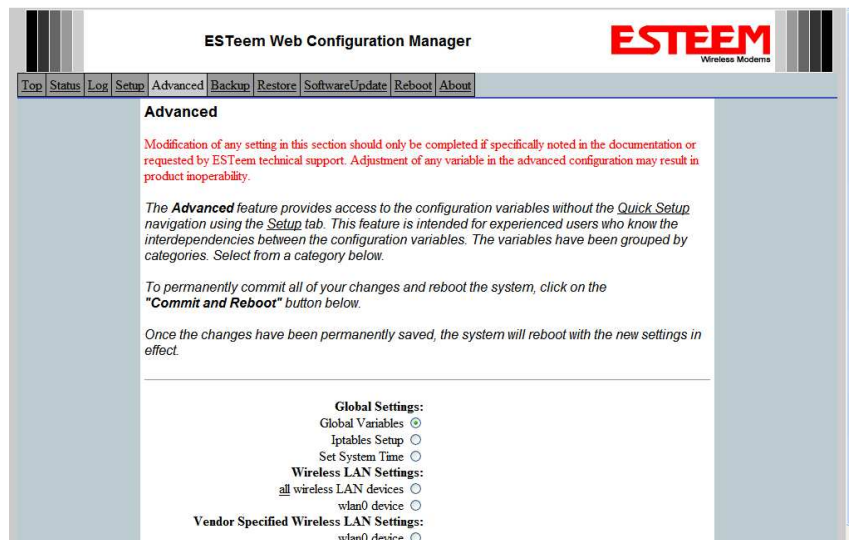 ESTeem Web Configuration Manager
ESTEEM
Wireless Modems
Top Status Log Setup Advanced Backup Restore SoftwareUpdate Reboot About
Advanced
Modification of any setting in this section should only be completed if specifically noted in the documentation or
requested by ESTeem technical support. Adjustment of any variable in the advanced configuration may result in
product inoperability.
The Advanced feature provides access to the configuration variables without the Quick Setup
navigation using the Setup tab. This feature is intended for experienced users who know the
interdependencies between the configuration variables. The variables have been grouped by
categories. Select from a category below.
To permanently commit all of your changes and reboot the system, click on the
"Commit and Reboot" button below.
Once the changes have been permanently saved, the system will reboot with the new settings in
effect.
Global Settings:
Global Variables
Iptables Setup
Set System Time
Wireless LAN Settings:
all wireless LAN devices
wlan0 device
Vendor Specified Wireless LAN Settings:
wlan0 device